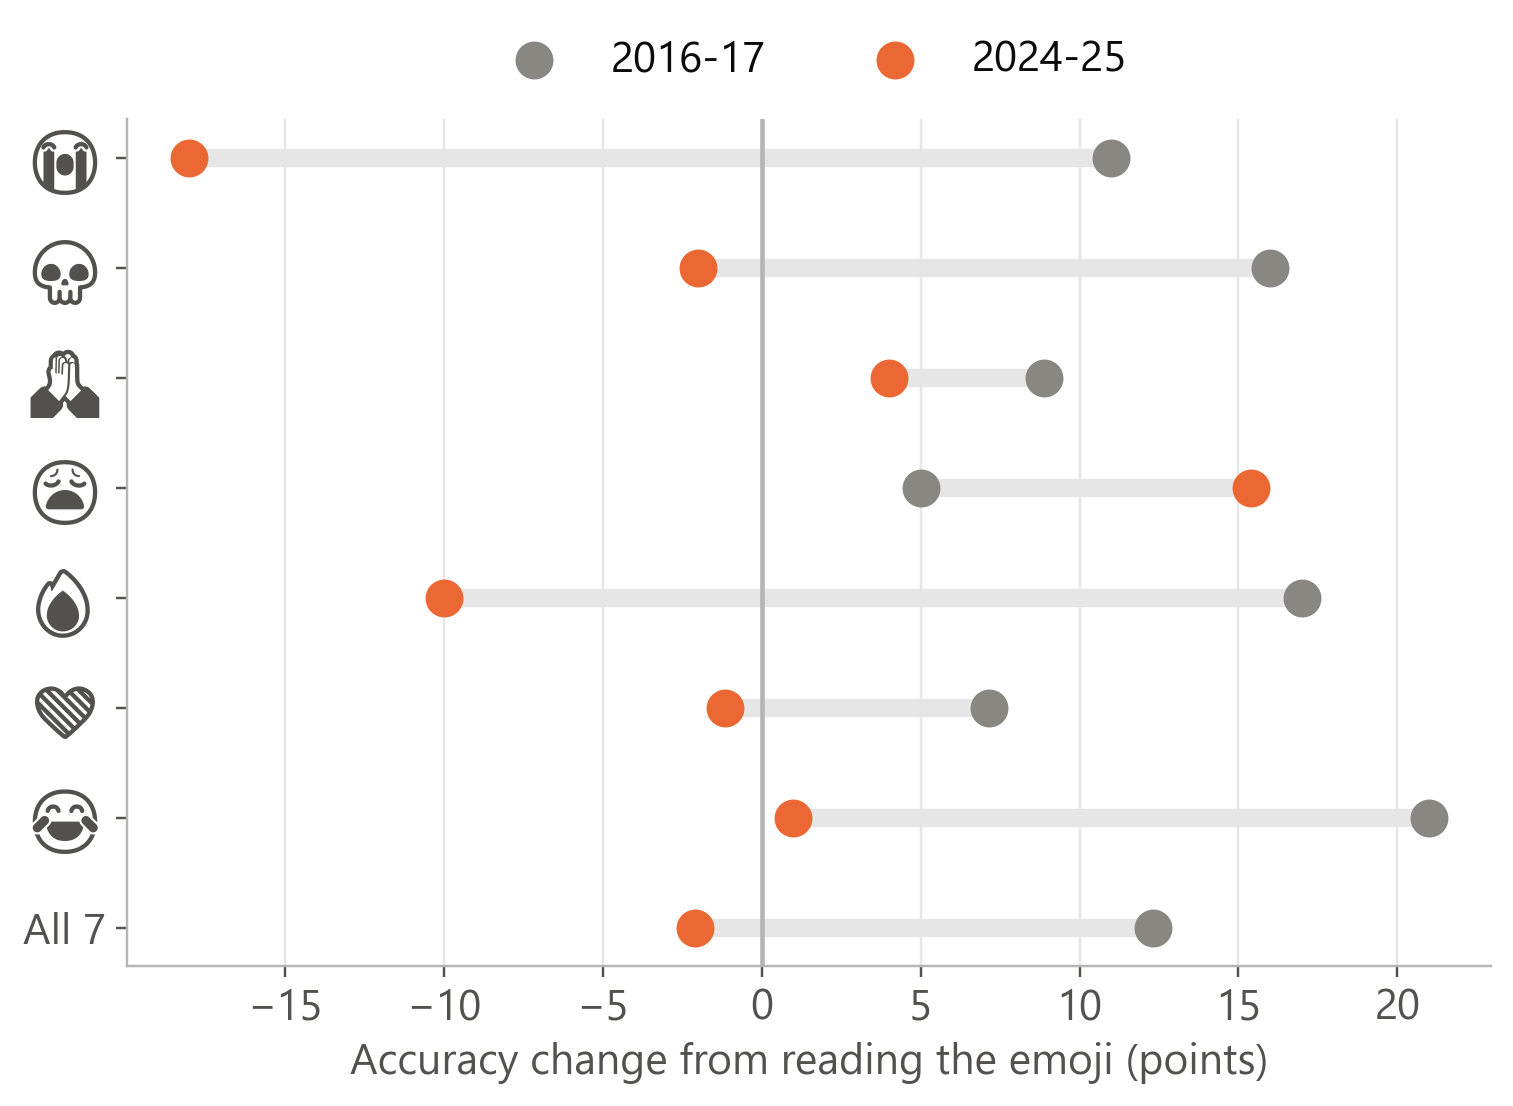 2016-17 2024-25
😭
💀
🙏
😩
🔥
❤
😂
All 7
−15 −10 −5 0 5 10 15 20
Accuracy change from reading the emoji (points)